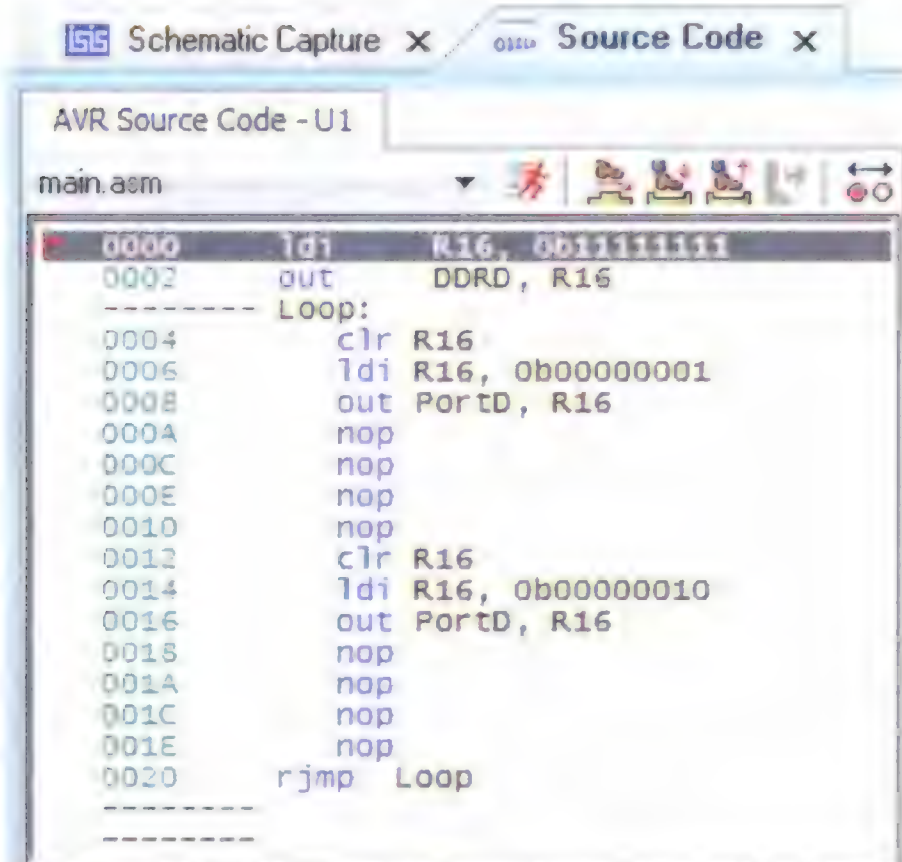 isis Schematic Capture x Source Code x
AVR Source Code - U1
main.asm
0000 ldi R16, 0b11111111
0002 out DDRD, R16
-------- Loop:
0004 clr R16
0006 ldi R16, 0b00000001
0008 out PortD, R16
000A nop
000C nop
000E nop
0010 nop
0012 clr R16
0014 ldi R16, 0b00000010
0016 out PortD, R16
0018 nop
001A nop
001C nop
001E nop
0020 rjmp Loop
--------
--------